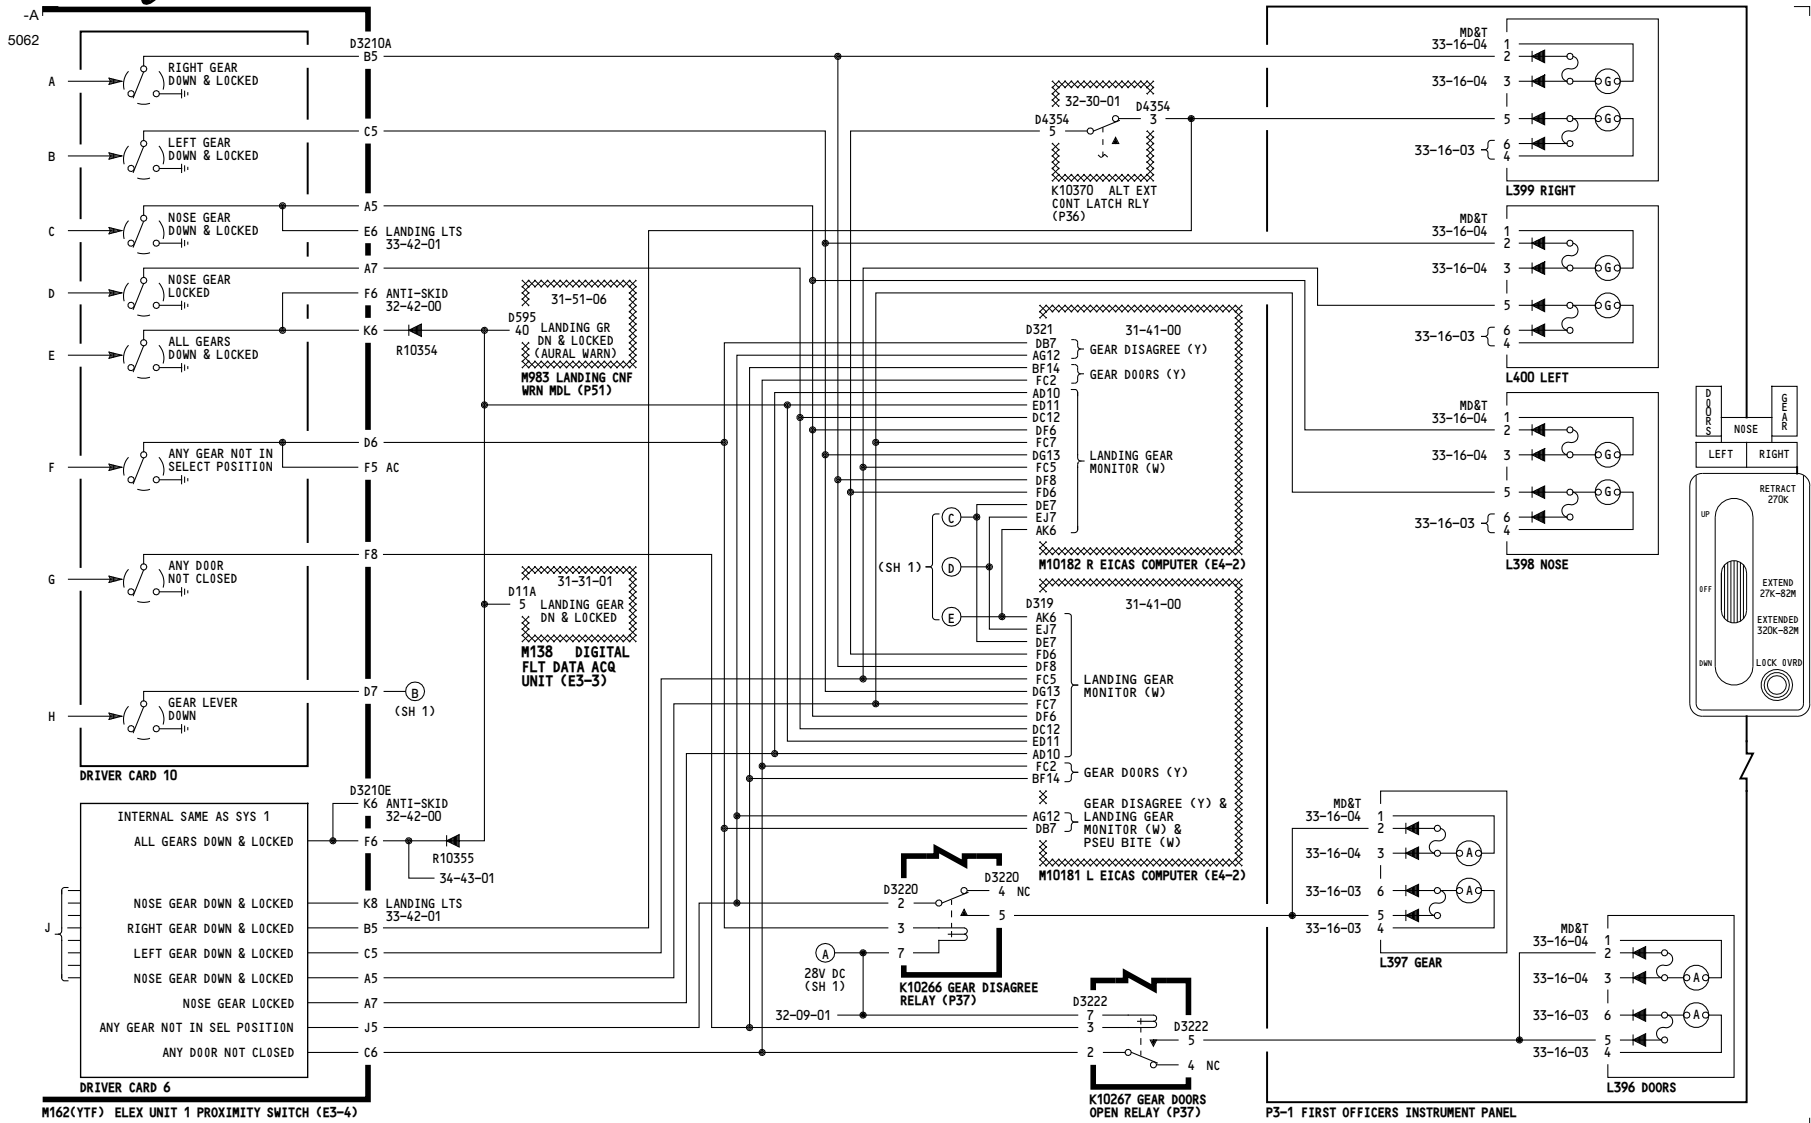 -A
5062
D3210A
B5
A
RIGHT GEAR
DOWN & LOCKED
B
LEFT GEAR
DOWN & LOCKED
C5
C
NOSE GEAR
DOWN & LOCKED
A5
E6 LANDING LTS
33-42-01
D
NOSE GEAR
LOCKED
A7
F6 ANTI-SKID
32-42-00
K6
R10354
E
ALL GEARS
DOWN & LOCKED
F
ANY GEAR NOT IN
SELECT POSITION
D6
F5 AC
G
ANY DOOR
NOT CLOSED
F8
H
GEAR LEVER
DOWN
D7
B
(SH 1)
DRIVER CARD 10
D3210E
K6 ANTI-SKID
32-42-00
INTERNAL SAME AS SYS 1
ALL GEARS DOWN & LOCKED
F6
R10355
34-43-01
J
NOSE GEAR DOWN & LOCKED
K8 LANDING LTS
33-42-01
RIGHT GEAR DOWN & LOCKED
B5
LEFT GEAR DOWN & LOCKED
C5
NOSE GEAR DOWN & LOCKED
A5
NOSE GEAR LOCKED
A7
ANY GEAR NOT IN SEL POSITION
J5
ANY DOOR NOT CLOSED
C6
DRIVER CARD 6
M162(YTF) ELEX UNIT 1 PROXIMITY SWITCH (E3-4)
31-51-06
D595
40
LANDING GR
DN & LOCKED
(AURAL WARN)
M983 LANDING CNF
WRN MDL (P51)
31-31-01
D11A
5
LANDING GEAR
DN & LOCKED
M138 DIGITAL
FLT DATA ACQ
UNIT (E3-3)
32-30-01
D4354
5
D4354
3
K10370 ALT EXT
CONT LATCH RLY
(P36)
D321
31-41-00
DB7
AG12
GEAR DISAGREE (Y)
BF14
FC2
GEAR DOORS (Y)
AD10
ED11
DC12
DF6
FC7
DG13
FC5
DF8
FD6
DE7
EJ7
AK6
LANDING GEAR
MONITOR (W)
M10182 R EICAS COMPUTER (E4-2)
C
D
E
(SH 1)
D319
31-41-00
AK6
EJ7
DE7
FD6
DF8
FC5
DG13
FC7
DF6
DC12
ED11
AD10
LANDING GEAR
MONITOR (W)
FC2
BF14
GEAR DOORS (Y)
AG12
DB7
GEAR DISAGREE (Y) &
LANDING GEAR
MONITOR (W) &
PSEU BITE (W)
M10181 L EICAS COMPUTER (E4-2)
D3220
2
3
7
D3220
4 NC
5
A
28V DC
(SH 1)
K10266 GEAR DISAGREE
RELAY (P37)
32-09-01
D3222
7
3
2
D3222
5
4 NC
K10267 GEAR DOORS
OPEN RELAY (P37)
MD&T
33-16-04
1
2
33-16-04
3
G
5
G
33-16-03
6
4
L399 RIGHT
MD&T
33-16-04
1
2
33-16-04
3
G
5
G
33-16-03
6
4
L400 LEFT
MD&T
33-16-04
1
2
33-16-04
3
G
5
G
33-16-03
6
4
L398 NOSE
MD&T
33-16-04
1
2
33-16-04
3
A
33-16-03
6
A
5
33-16-03
4
L397 GEAR
MD&T
33-16-04
1
2
33-16-04
3
A
33-16-03
6
A
5
33-16-03
4
L396 DOORS
P3-1 FIRST OFFICERS INSTRUMENT PANEL
DOORS
GEAR
NOSE
LEFT
RIGHT
RETRACT
270K
UP
OFF
EXTEND
27K-82M
EXTENDED
320K-82M
DWN
LOCK OVRD